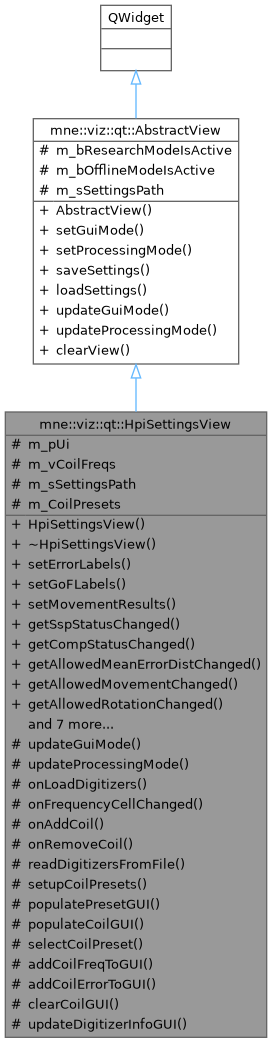 QWidget
mne::viz::qt::AbstractView
# m_bResearchModeIsActive
# m_bOfflineModeIsActive
# m_sSettingsPath
+ AbstractView()
+ setGuiMode()
+ setProcessingMode()
+ saveSettings()
+ loadSettings()
+ updateGuiMode()
+ updateProcessingMode()
+ clearView()
mne::viz::qt::HpiSettingsView
# m_pUi
# m_vCoilFreqs
# m_sSettingsPath
# m_CoilPresets
+ HpiSettingsView()
+ ~HpiSettingsView()
+ setErrorLabels()
+ setGoFLabels()
+ setMovementResults()
+ getSspStatusChanged()
+ getCompStatusChanged()
+ getAllowedMeanErrorDistChanged()
+ getAllowedMovementChanged()
+ getAllowedRotationChanged()
and 7 more...
# updateGuiMode()
# updateProcessingMode()
# onLoadDigitizers()
# onFrequencyCellChanged()
# onAddCoil()
# onRemoveCoil()
# readDigitizersFromFile()
# setupCoilPresets()
# populatePresetGUI()
# populateCoilGUI()
# selectCoilPreset()
# addCoilFreqToGUI()
# addCoilErrorToGUI()
# clearCoilGUI()
# updateDigitizerInfoGUI()